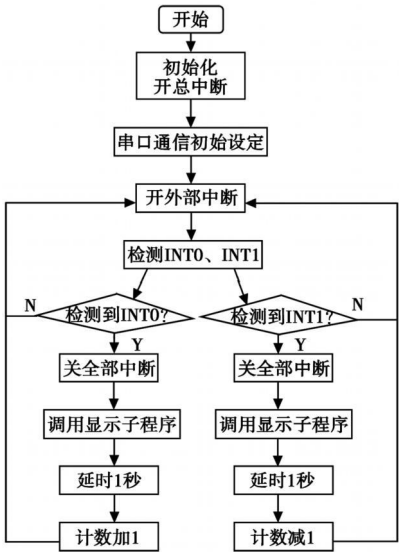 开始
初始化
开总中断
串口通信初始设定
开外部中断
检测INT0、INT1
N
检测到INT0?
检测到INT1?
N
Y
Y
关全部中断
关全部中断
调用显示子程序
调用显示子程序
延时1秒
延时1秒
计数加1
计数减1